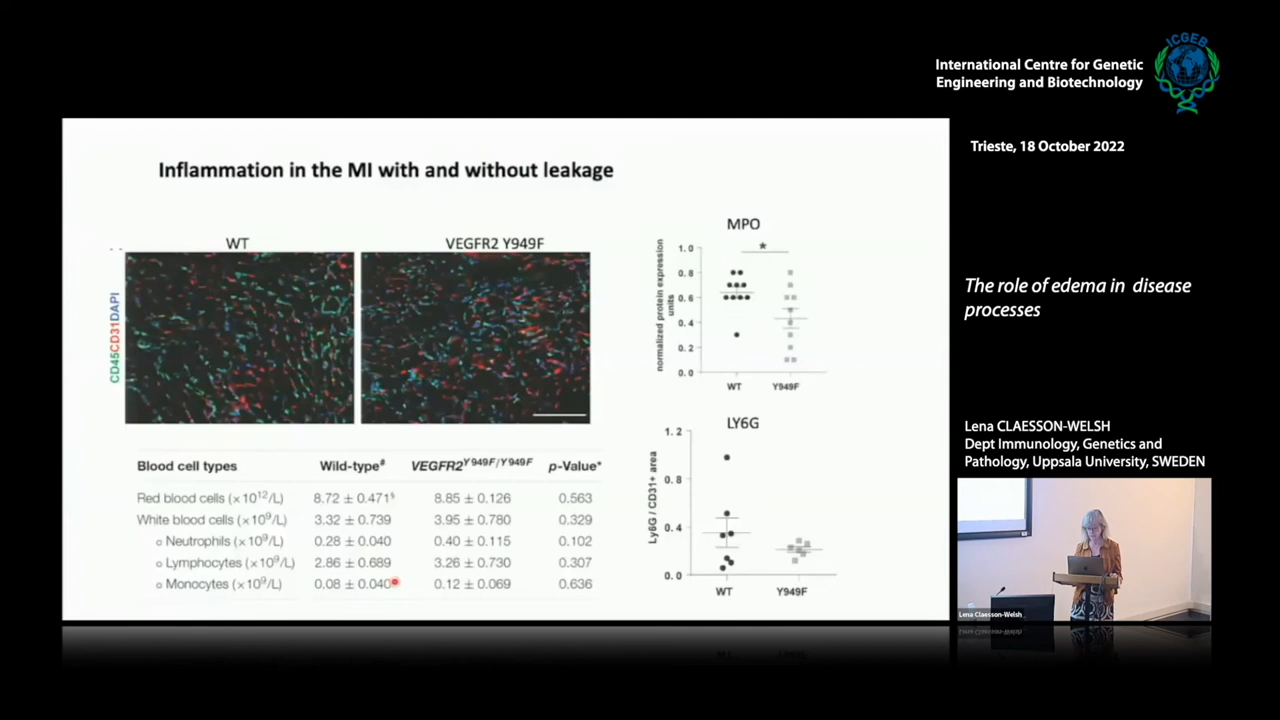 ICGEB
International Centre for Genetic
Engineering and Biotechnology
Trieste, 18 October 2022
Inflammation in the MI with and without leakage
WT
VEGFR2 Y949F
CD45CD31DAPI
Blood cell types
Wild-type#
VEGFR2Y949F/Y949F
p-Value*
Red blood cells (×10¹²/L)
8.72 ± 0.471§
8.85 ± 0.126
0.563
White blood cells (×10⁹/L)
3.32 ± 0.739
3.95 ± 0.780
0.329
o Neutrophils (×10⁹/L)
0.28 ± 0.040
0.40 ± 0.115
0.102
o Lymphocytes (×10⁹/L)
2.86 ± 0.689
3.26 ± 0.730
0.307
o Monocytes (×10⁹/L)
0.08 ± 0.040
0.12 ± 0.069
0.636
MPO
normalized protein expression
units
1.0
0.8
0.6
0.4
0.2
0.0
*
WT
Y949F
LY6G
Ly6G / CD31+ area
1.2
0.8
0.4
0.0
WT
Y949F
The role of edema in disease
processes
Lena CLAESSON-WELSH
Dept Immunology, Genetics and
Pathology, Uppsala University, SWEDEN
Lena Claesson-Welsh